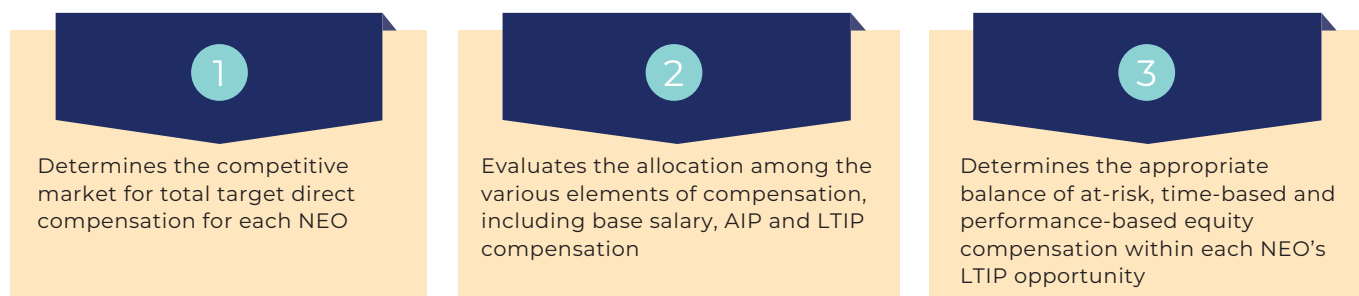 1
Determines the competitive
market for total target direct
compensation for each NEO
2
Evaluates the allocation among the
various elements of compensation,
including base salary, AIP and LTIP
compensation
3
Determines the appropriate
balance of at-risk, time-based and
performance-based equity
compensation within each NEO’s
LTIP opportunity